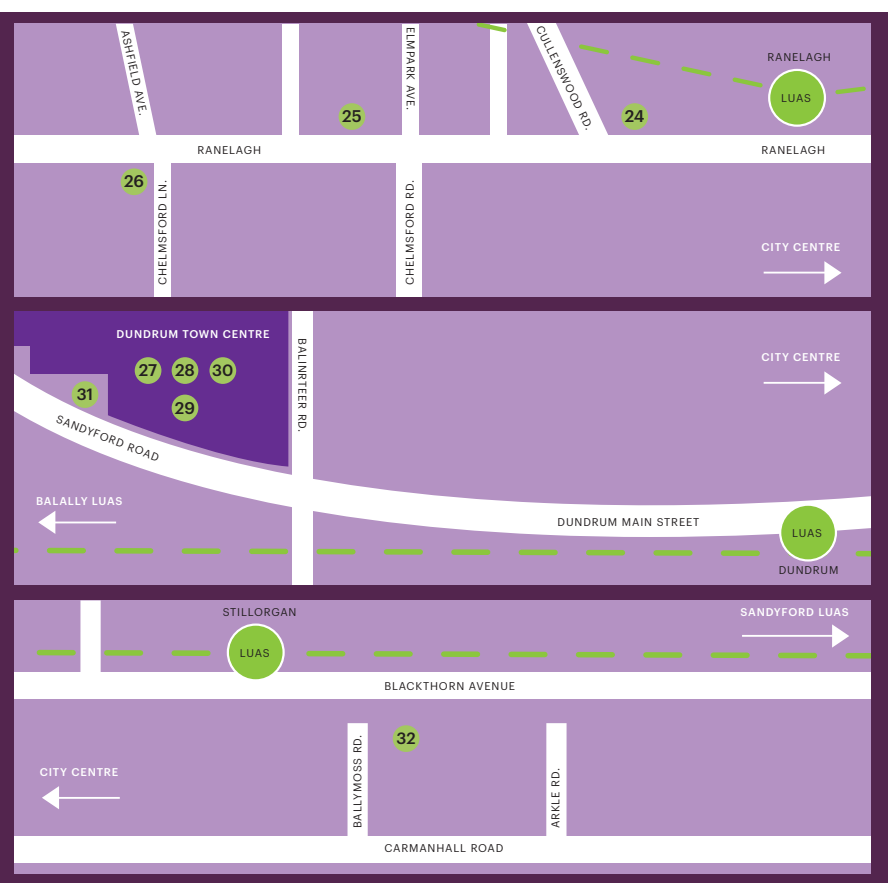 ASHFIELD AVE.
ELMPARK AVE.
CULLENSWOOD RD.
RANELAGH
LUAS
25
24
RANELAGH
RANELAGH
26
CHELMSFORD LN.
CHELMSFORD RD.
CITY CENTRE
DUNDRUM TOWN CENTRE
27
28
30
29
31
BALINRTEER RD.
CITY CENTRE
SANDYFORD ROAD
BALALLY LUAS
DUNDRUM MAIN STREET
LUAS
DUNDRUM
STILLORGAN
LUAS
SANDYFORD LUAS
BLACKTHORN AVENUE
32
BALLYMOSS RD.
ARKLE RD.
CITY CENTRE
CARMANHALL ROAD